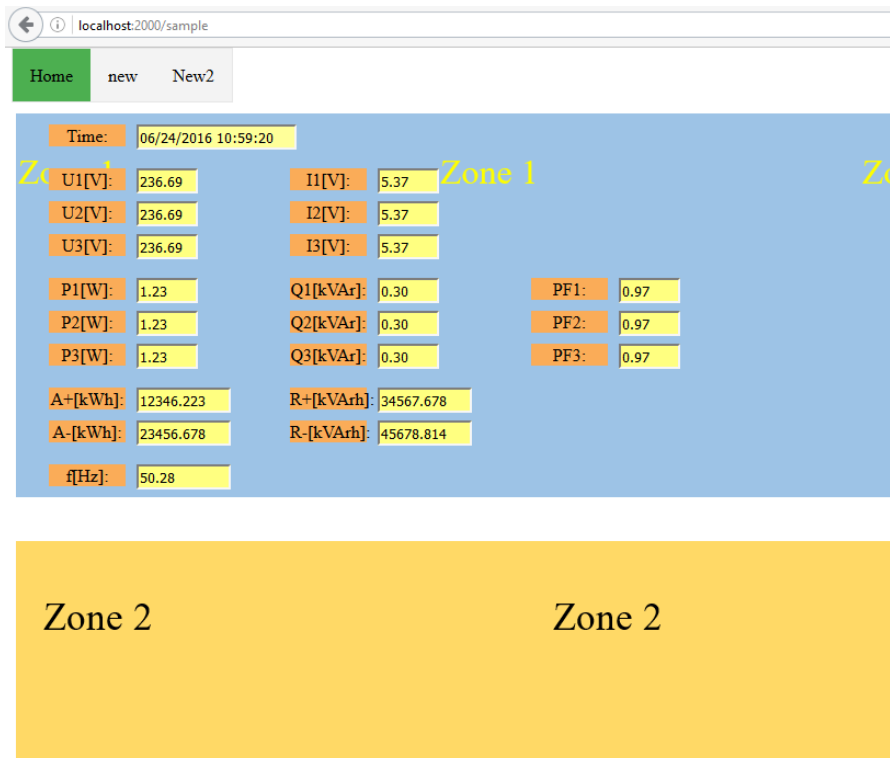 localhost:2000/sample
Home new New2
Time: 06/24/2016 10:59:20
Zone 1
U1[V]: 236.69 I1[V]: 5.37
U2[V]: 236.69 I2[V]: 5.37
U3[V]: 236.69 I3[V]: 5.37
P1[W]: 1.23 Q1[kVAr]: 0.30 PF1: 0.97
P2[W]: 1.23 Q2[kVAr]: 0.30 PF2: 0.97
P3[W]: 1.23 Q3[kVAr]: 0.30 PF3: 0.97
A+[kWh]: 12346.223 R+[kVArh]: 34567.678
A-[kWh]: 23456.678 R-[kVArh]: 45678.814
f[Hz]: 50.28
Zone 2 Zone 2